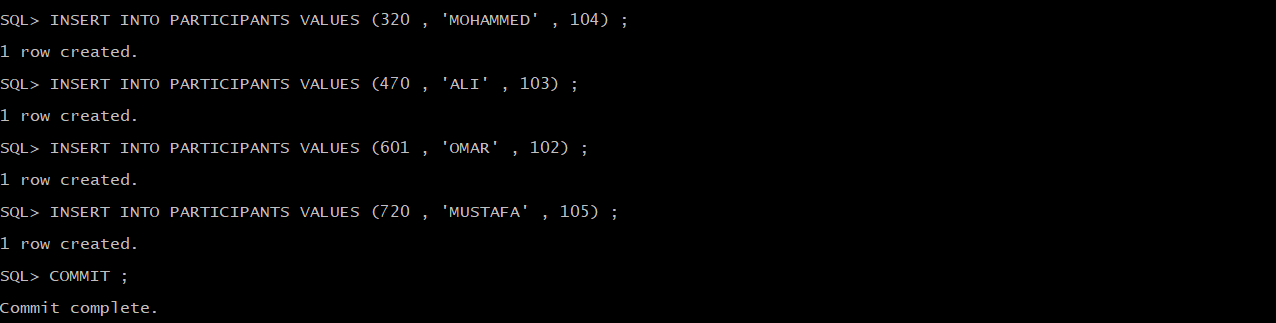 SQL> INSERT INTO PARTICIPANTS VALUES (320 , 'MOHAMMED' , 104) ;
1 row created.
SQL> INSERT INTO PARTICIPANTS VALUES (470 , 'ALI' , 103) ;
1 row created.
SQL> INSERT INTO PARTICIPANTS VALUES (601 , 'OMAR' , 102) ;
1 row created.
SQL> INSERT INTO PARTICIPANTS VALUES (720 , 'MUSTAFA' , 105) ;
1 row created.
SQL> COMMIT ;
Commit complete.